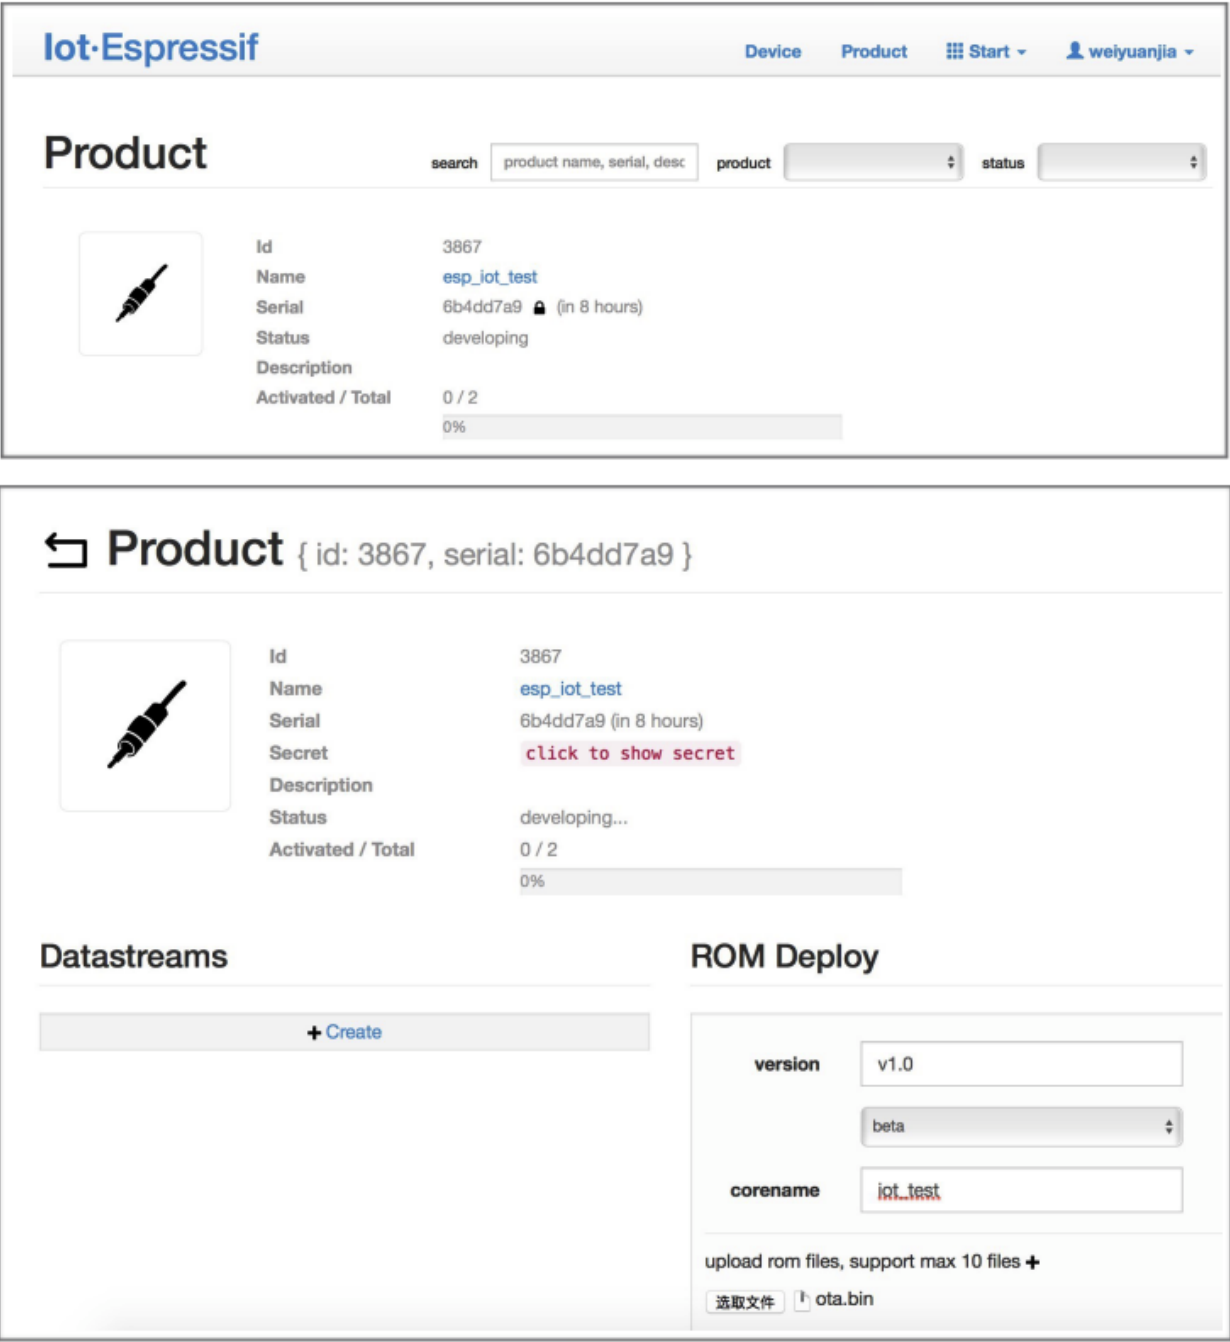 Iot·Espressif
Device Product Start weiyuanjia
Product
search product name, serial, desc product status
Id 3867
Name esp_iot_test
Serial 6b4dd7a9 (in 8 hours)
Status developing
Description
Activated / Total 0 / 2
0%
Product { id: 3867, serial: 6b4dd7a9 }
Id 3867
Name esp_iot_test
Serial 6b4dd7a9 (in 8 hours)
Secret click to show secret
Description
Status developing...
Activated / Total 0 / 2
0%
Datastreams
+ Create
ROM Deploy
version v1.0
beta
corename iot_test
upload rom files, support max 10 files +
选取文件 ota.bin